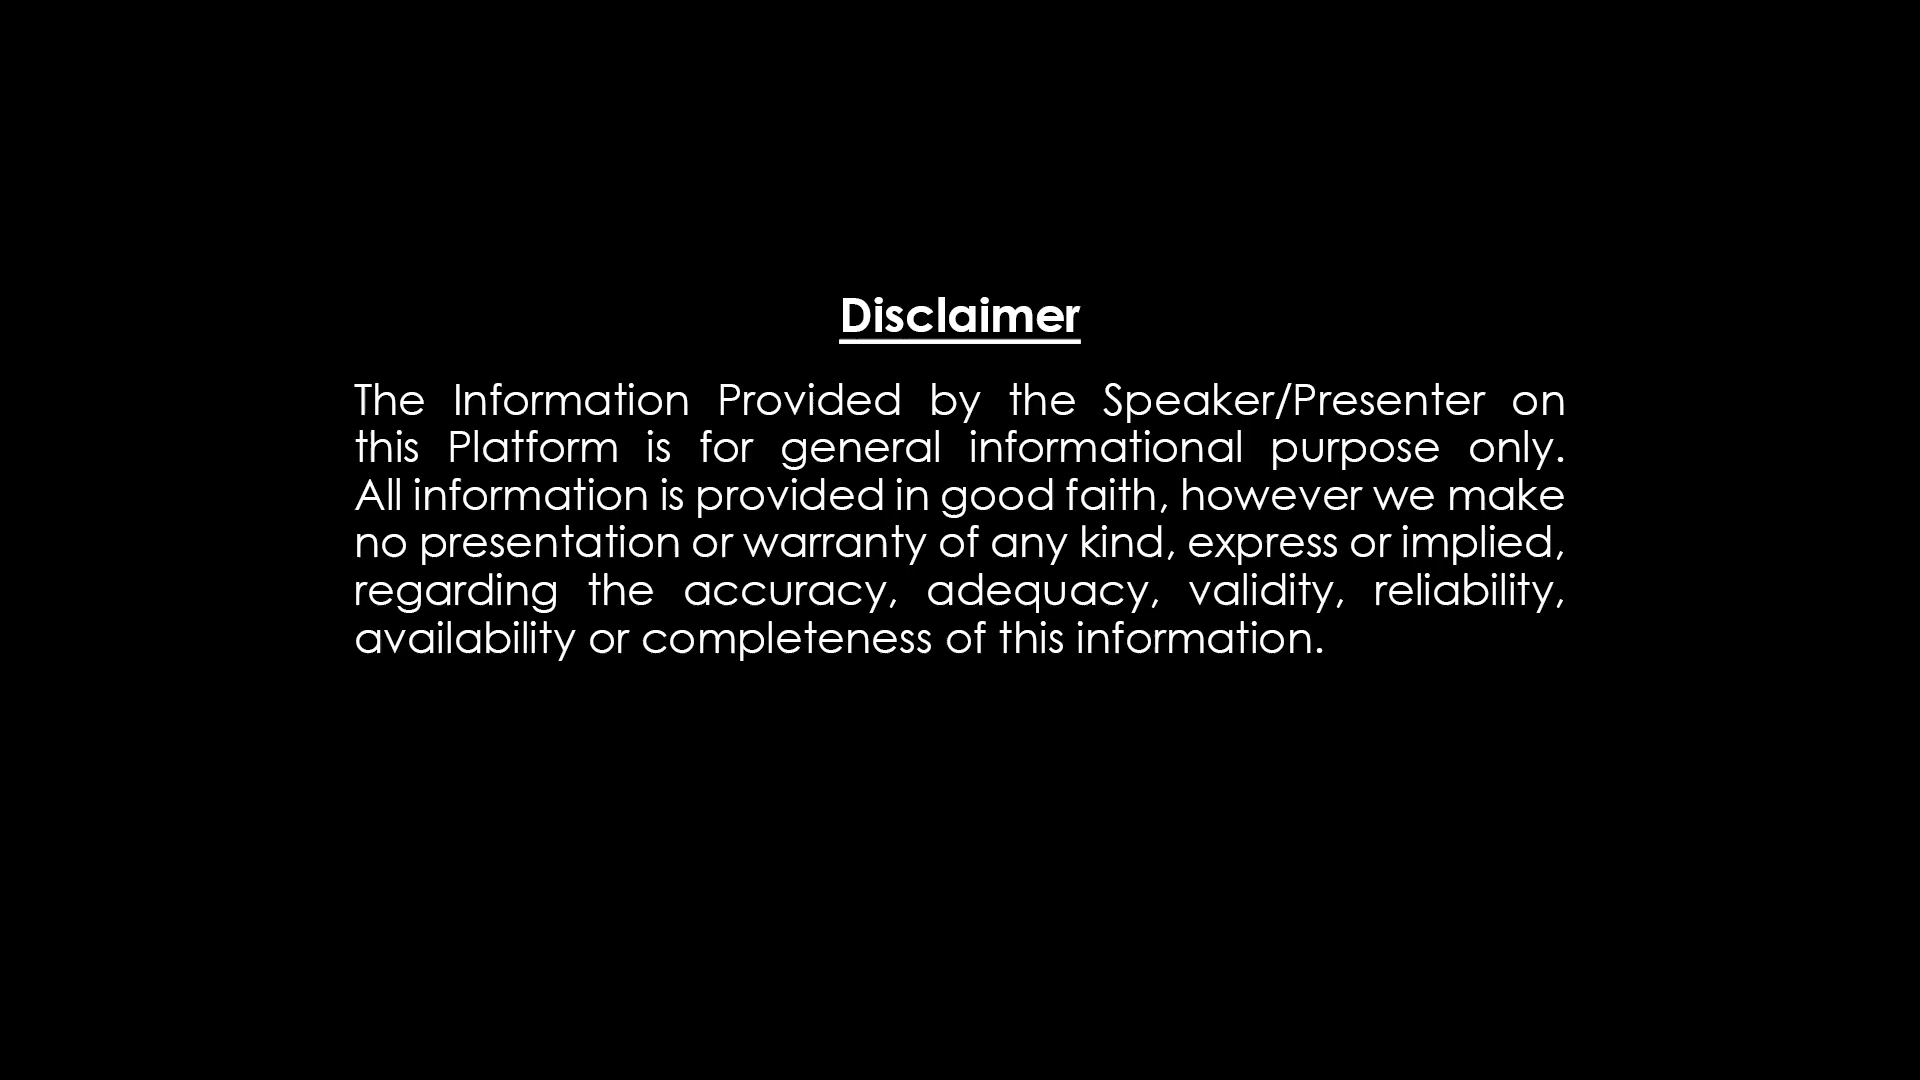 Disclaimer
The Information Provided by the Speaker/Presenter on
this Platform is for general informational purpose only.
All information is provided in good faith, however we make
no presentation or warranty of any kind, express or implied,
regarding the accuracy, adequacy, validity, reliability,
availability or completeness of this information.